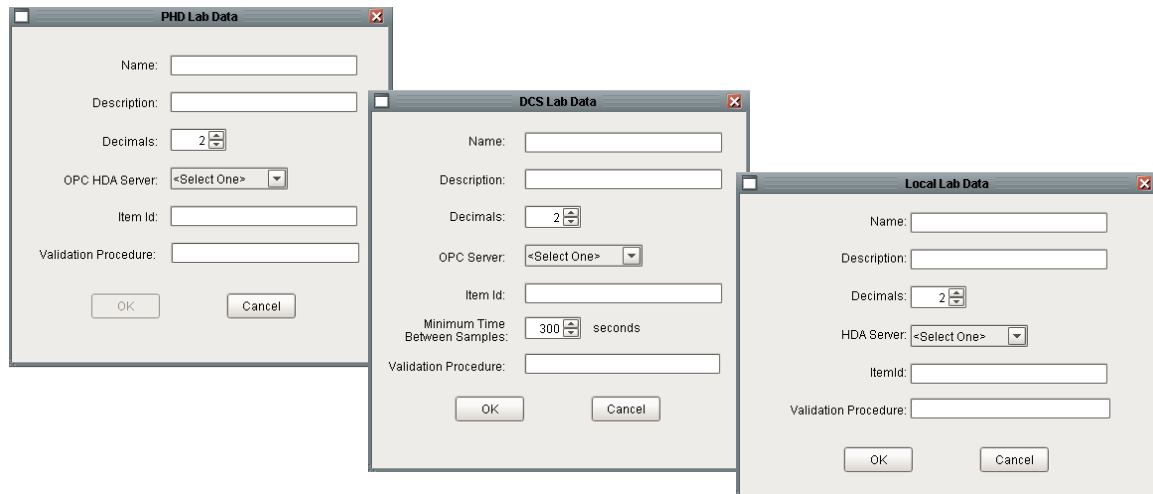 PHD Lab Data
Name:
Description:
Decimals: 2
OPC HDA Server: <Select One>
Item Id:
Validation Procedure:
OK Cancel
DCS Lab Data
Name:
Description:
Decimals: 2
OPC Server: <Select One>
Item Id:
Minimum Time
Between Samples: 300 seconds
Validation Procedure:
OK Cancel
Local Lab Data
Name:
Description:
Decimals: 2
HDA Server: <Select One>
ItemId:
Validation Procedure:
OK Cancel